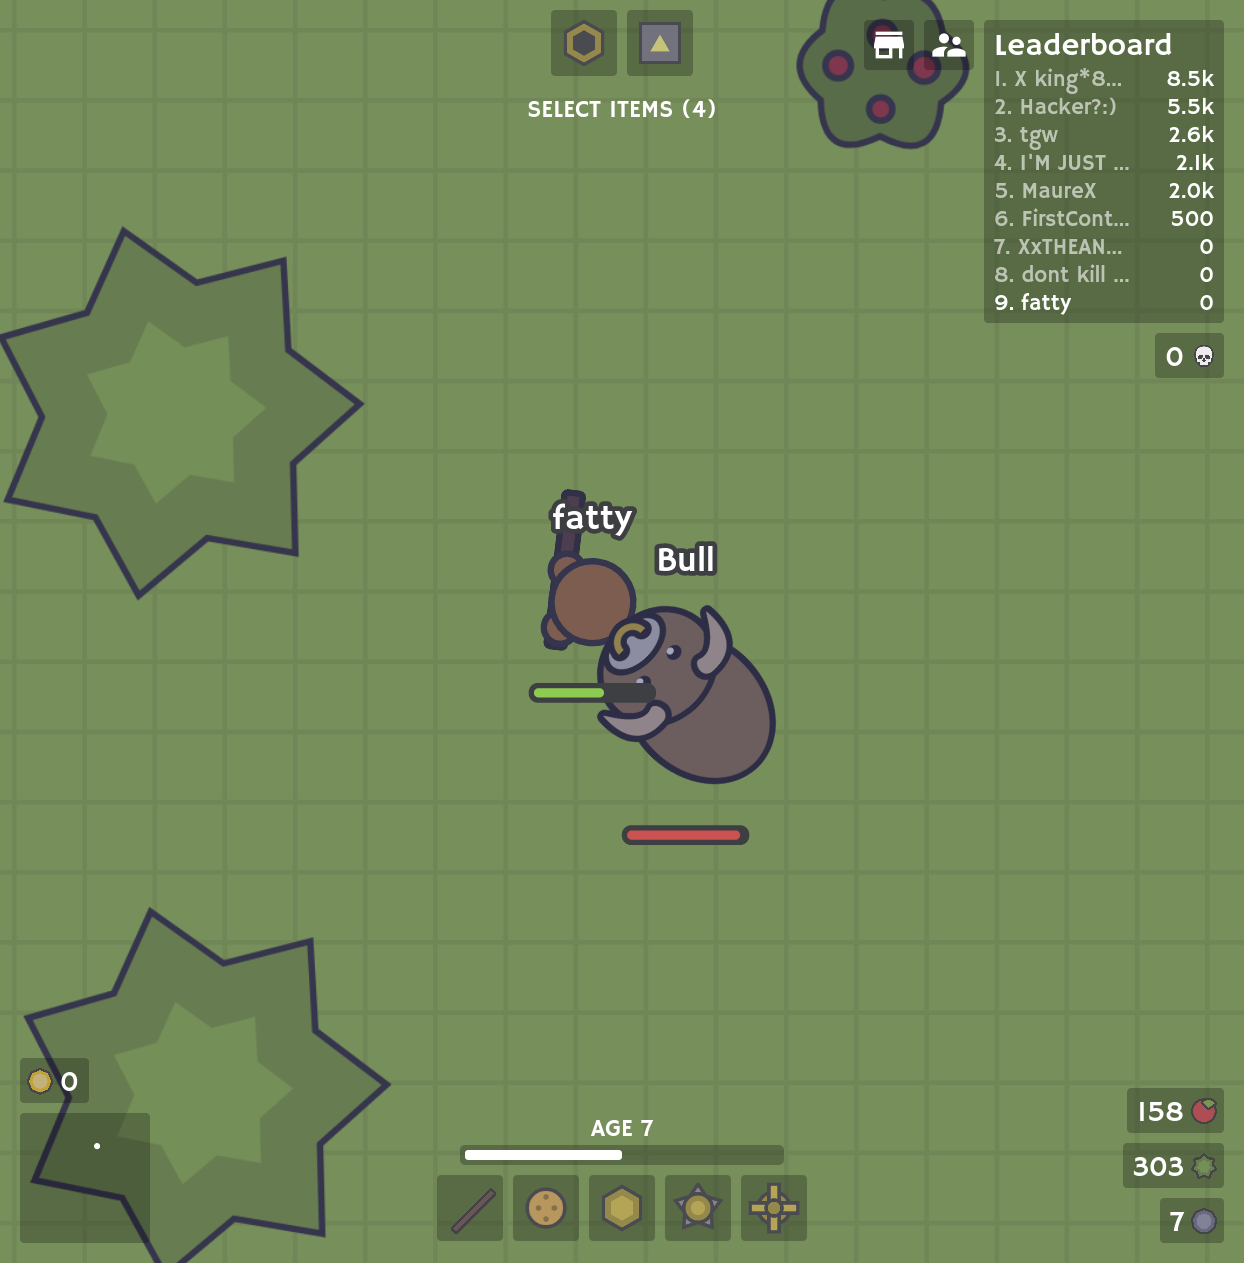 SELECT ITEMS (4)
Leaderboard
1. X king*8... 8.5k
2. Hacker?:) 5.5k
3. tgw 2.6k
4. I'M JUST ... 2.1k
5. MaureX 2.0k
6. FirstCont... 500
7. XxTHEAN... 0
8. dont kill ... 0
9. fatty 0
0
fatty
Bull
0
AGE 7
158
303
7